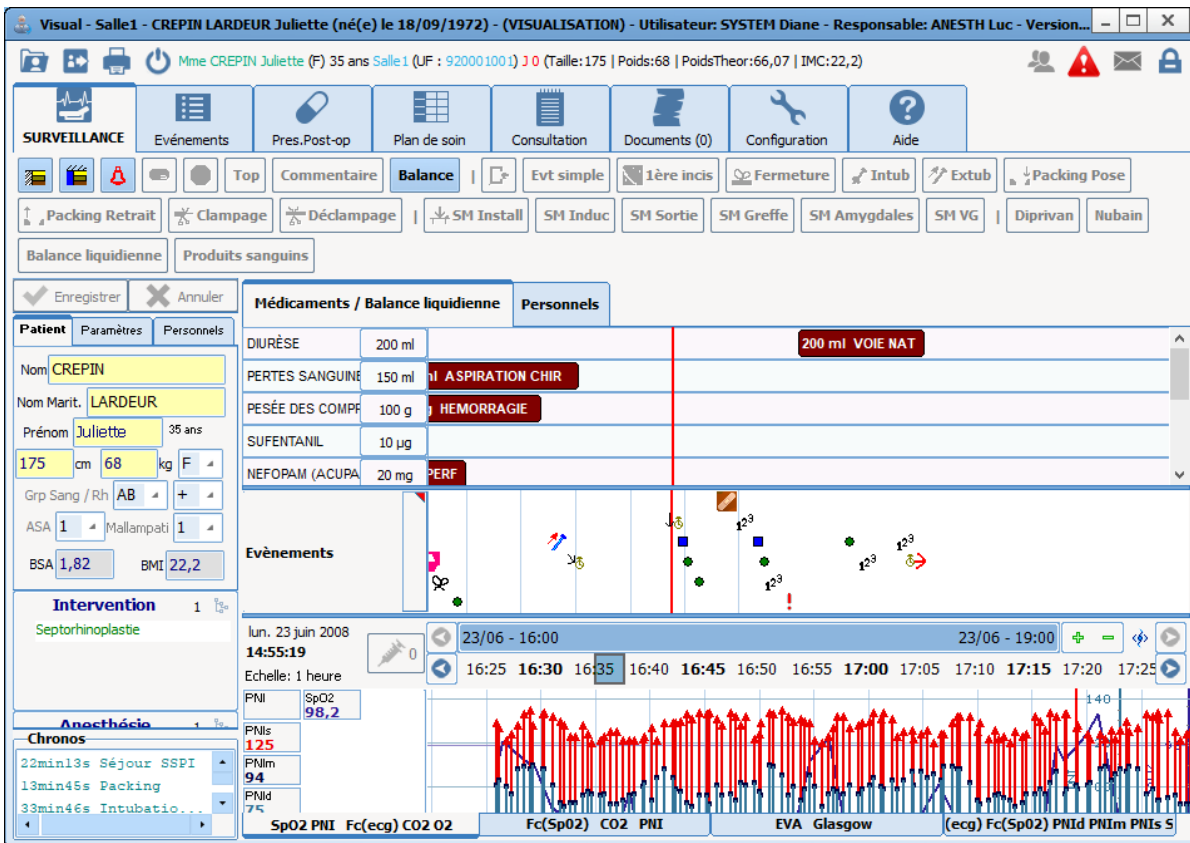 Visual - Salle1 - CREPIN LARDEUR Juliette (né(e) le 18/09/1972) - (VISUALISATION) - Utilisateur: SYSTEM Diane - Responsable: ANESTH Luc - Version...
Mme CREPIN Juliette (F) 35 ans Salle1 (UF : 920001001) J 0 (Taille:175 | Poids:68 | PoidsTheor:66,07 | IMC:22,2)
SURVEILLANCE Evénements Pres.Post-op Plan de soin Consultation Documents (0) Configuration Aide
Top Commentaire Balance | Evt simple 1ère incis Fermeture Intub Extub Packing Pose
Packing Retrait Clampage Déclampage | SM Install SM Induc SM Sortie SM Greffe SM Amygdales SM VG | Diprivan Nubain
Balance liquidienne Produits sanguins
Enregistrer Annuler
Médicaments / Balance liquidienne Personnels
Patient Paramètres Personnels
Nom CREPIN
Nom Marit. LARDEUR
Prénom Juliette 35 ans
175 cm 68 kg F
Grp Sang / Rh AB +
ASA 1 Mallampati 1
BSA 1,82 BMI 22,2
Intervention 1
Septorhinoplastie
Anesthésie 1
Chronos
22min13s Séjour SSPI
13min45s Packing
33min46s Intubatio...
DIURÈSE 200 ml 200 ml VOIE NAT
PERTES SANGUINE 150 ml ml ASPIRATION CHIR
PESÉE DES COMPR 100 g g HEMORRAGIE
SUFENTANIL 10 µg
NEFOPAM (ACUPA 20 mg PERF
Evènements
1²3
1²3
1²3
1²3
lun. 23 juin 2008
14:55:19
Echelle: 1 heure
0
23/06 - 16:00 23/06 - 19:00
16:25 16:30 16:35 16:40 16:45 16:50 16:55 17:00 17:05 17:10 17:15 17:20 17:25
PNI SpO2
98,2
PNIs
125
PNIm
94
PNId
75
140
SpO2 PNI Fc(ecg) CO2 O2 Fc(Sp02) CO2 PNI EVA Glasgow (ecg) Fc(Sp02) PNId PNIm PNIs S